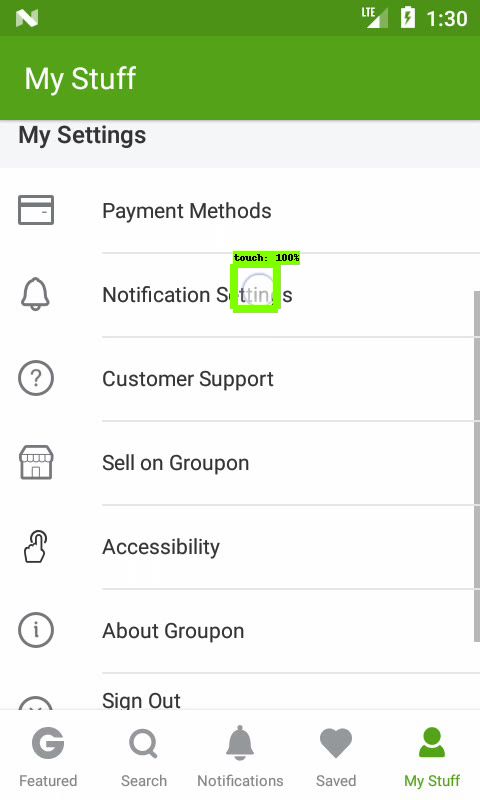 LTE 1:30
My Stuff
My Settings
Payment Methods
touch: 100%
Notification Settings
Customer Support
Sell on Groupon
Accessibility
About Groupon
Sign Out
Featured Search Notifications Saved My Stuff